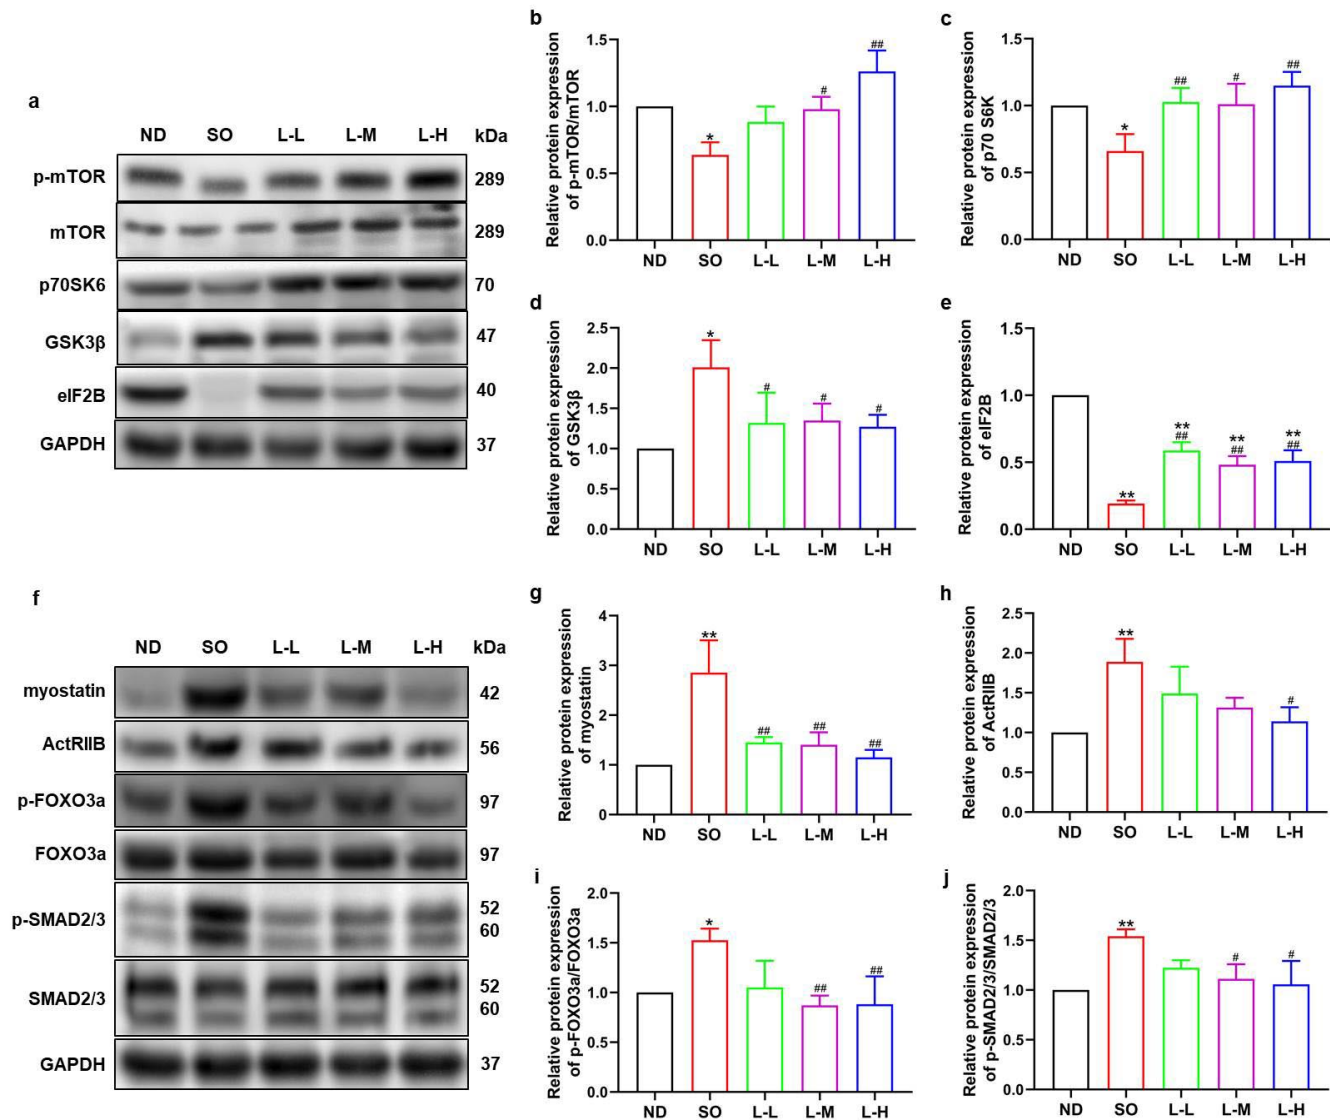 a
ND SO L-L L-M L-H kDa
p-mTOR 289
mTOR 289
p70SK6 70
GSK3β 47
eIF2B 40
GAPDH 37
b
Relative protein expression
of p-mTOR/mTOR
1.5
1.0
0.5
0.0
*
#
##
ND SO L-L L-M L-H
c
Relative protein expression
of p70 S6K
1.5
1.0
0.5
0.0
*
##
#
##
ND SO L-L L-M L-H
d
Relative protein expression
of GSK3β
2.5
2.0
1.5
1.0
0.5
0.0
*
#
#
#
ND SO L-L L-M L-H
e
Relative protein expression
of eIF2B
1.5
1.0
0.5
0.0
**
** ** **
## ## ##
ND SO L-L L-M L-H
f
ND SO L-L L-M L-H kDa
myostatin 42
ActRIIB 56
p-FOXO3a 97
FOXO3a 97
p-SMAD2/3 52
60
SMAD2/3 52
60
GAPDH 37
g
Relative protein expression
of myostatin
4
3
2
1
0
**
##
##
##
ND SO L-L L-M L-H
h
Relative protein expression
of ActRIIB
2.5
2.0
1.5
1.0
0.5
0.0
**
#
ND SO L-L L-M L-H
i
Relative protein expression
of p-FOXO3a/FOXO3a
2.0
1.5
1.0
0.5
0.0
*
##
##
ND SO L-L L-M L-H
j
Relative protein expression
of p-SMAD2/3/SMAD2/3
2.0
1.5
1.0
0.5
0.0
**
#
#
ND SO L-L L-M L-H